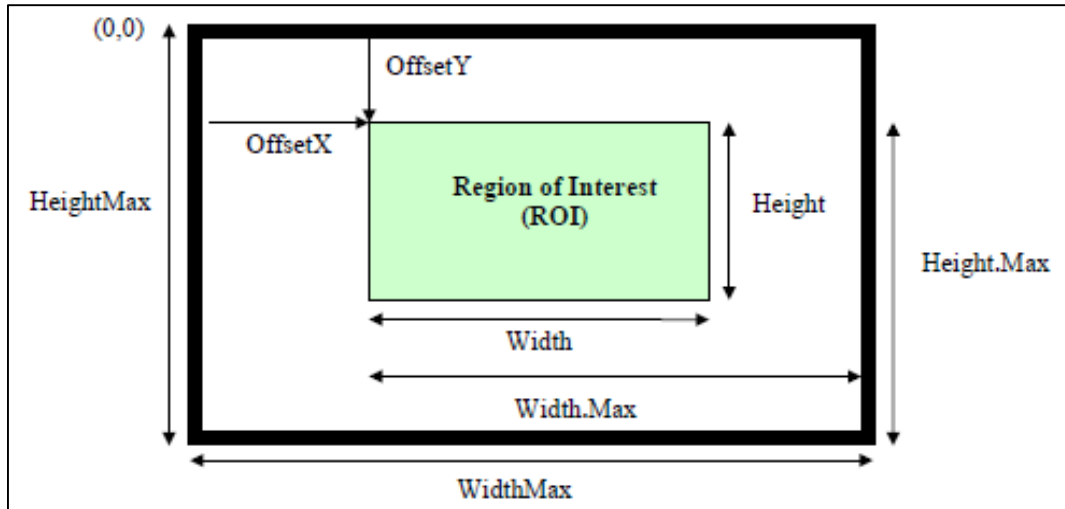 (0,0)
OffsetY
OffsetX
HeightMax
Region of Interest
(ROI)
Height
Height.Max
Width
Width.Max
WidthMax